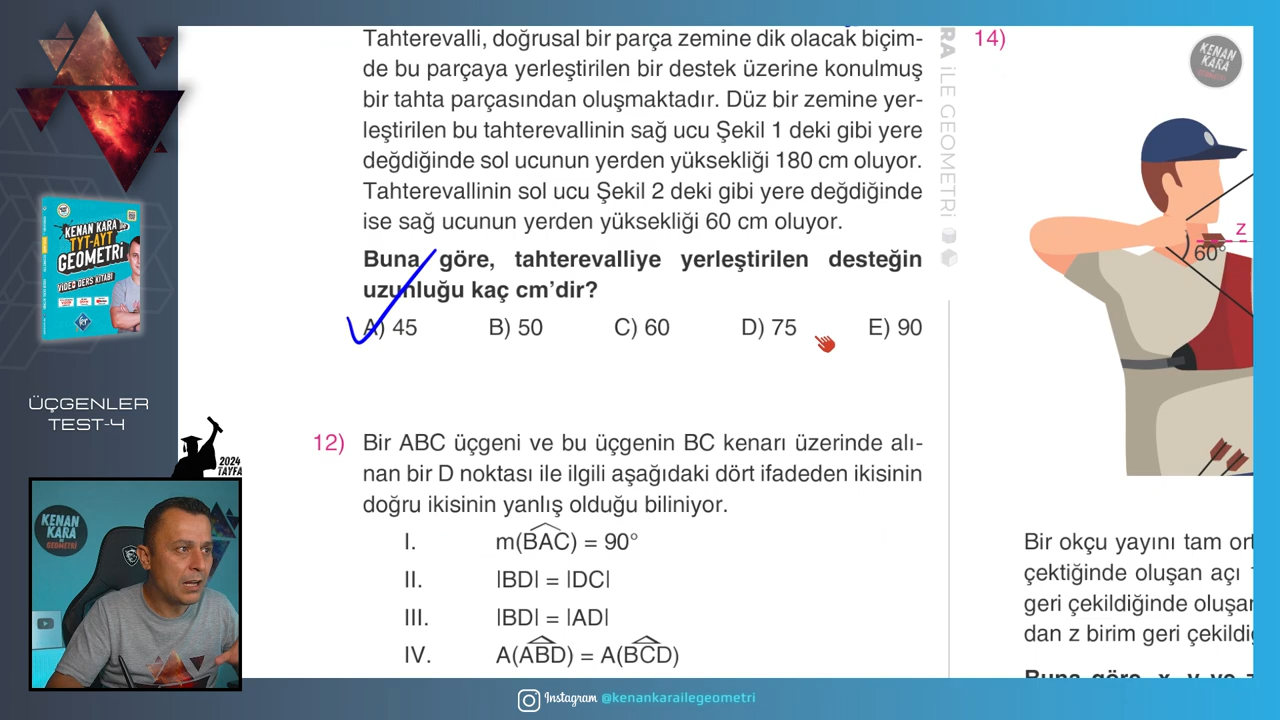 Tahterevalli, doğrusal bir parça zemine dik olacak biçim-
de bu parçaya yerleştirilen bir destek üzerine konulmuş
bir tahta parçasından oluşmaktadır. Düz bir zemine yer-
leştirilen bu tahterevallinin sağ ucu Şekil 1 deki gibi yere
değdiğinde sol ucunun yerden yüksekliği 180 cm oluyor.
Tahterevallinin sol ucu Şekil 2 deki gibi yere değdiğinde
ise sağ ucunun yerden yüksekliği 60 cm oluyor.
Buna göre, tahterevalliye yerleştirilen desteğin
uzunluğu kaç cm'dir?
A) 45 B) 50 C) 60 D) 75 E) 90
12) Bir ABC üçgeni ve bu üçgenin BC kenarı üzerinde alı-
nan bir D noktası ile ilgili aşağıdaki dört ifadeden ikisinin
doğru ikisinin yanlış olduğu biliniyor.
I. m(BAC) = 90°
II. |BD| = |DC|
III. |BD| = |AD|
IV. A(ABD) = A(BCD)
RA İLE GEOMETRİ
14)
KENAN
KARA
z
60°
Bir okçu yayını tam ort
çektiğinde oluşan açı
geri çekildiğinde oluşar
dan z birim geri çekildi
KENAN KARA
TYT-AYT
GEOMETRİ
VİDEO DERS KİTABI
ÜÇGENLER
TEST-4
2024
TAYFA
KENAN
KARA
GEOMETRİ
Instagram @kenankarailegeometri